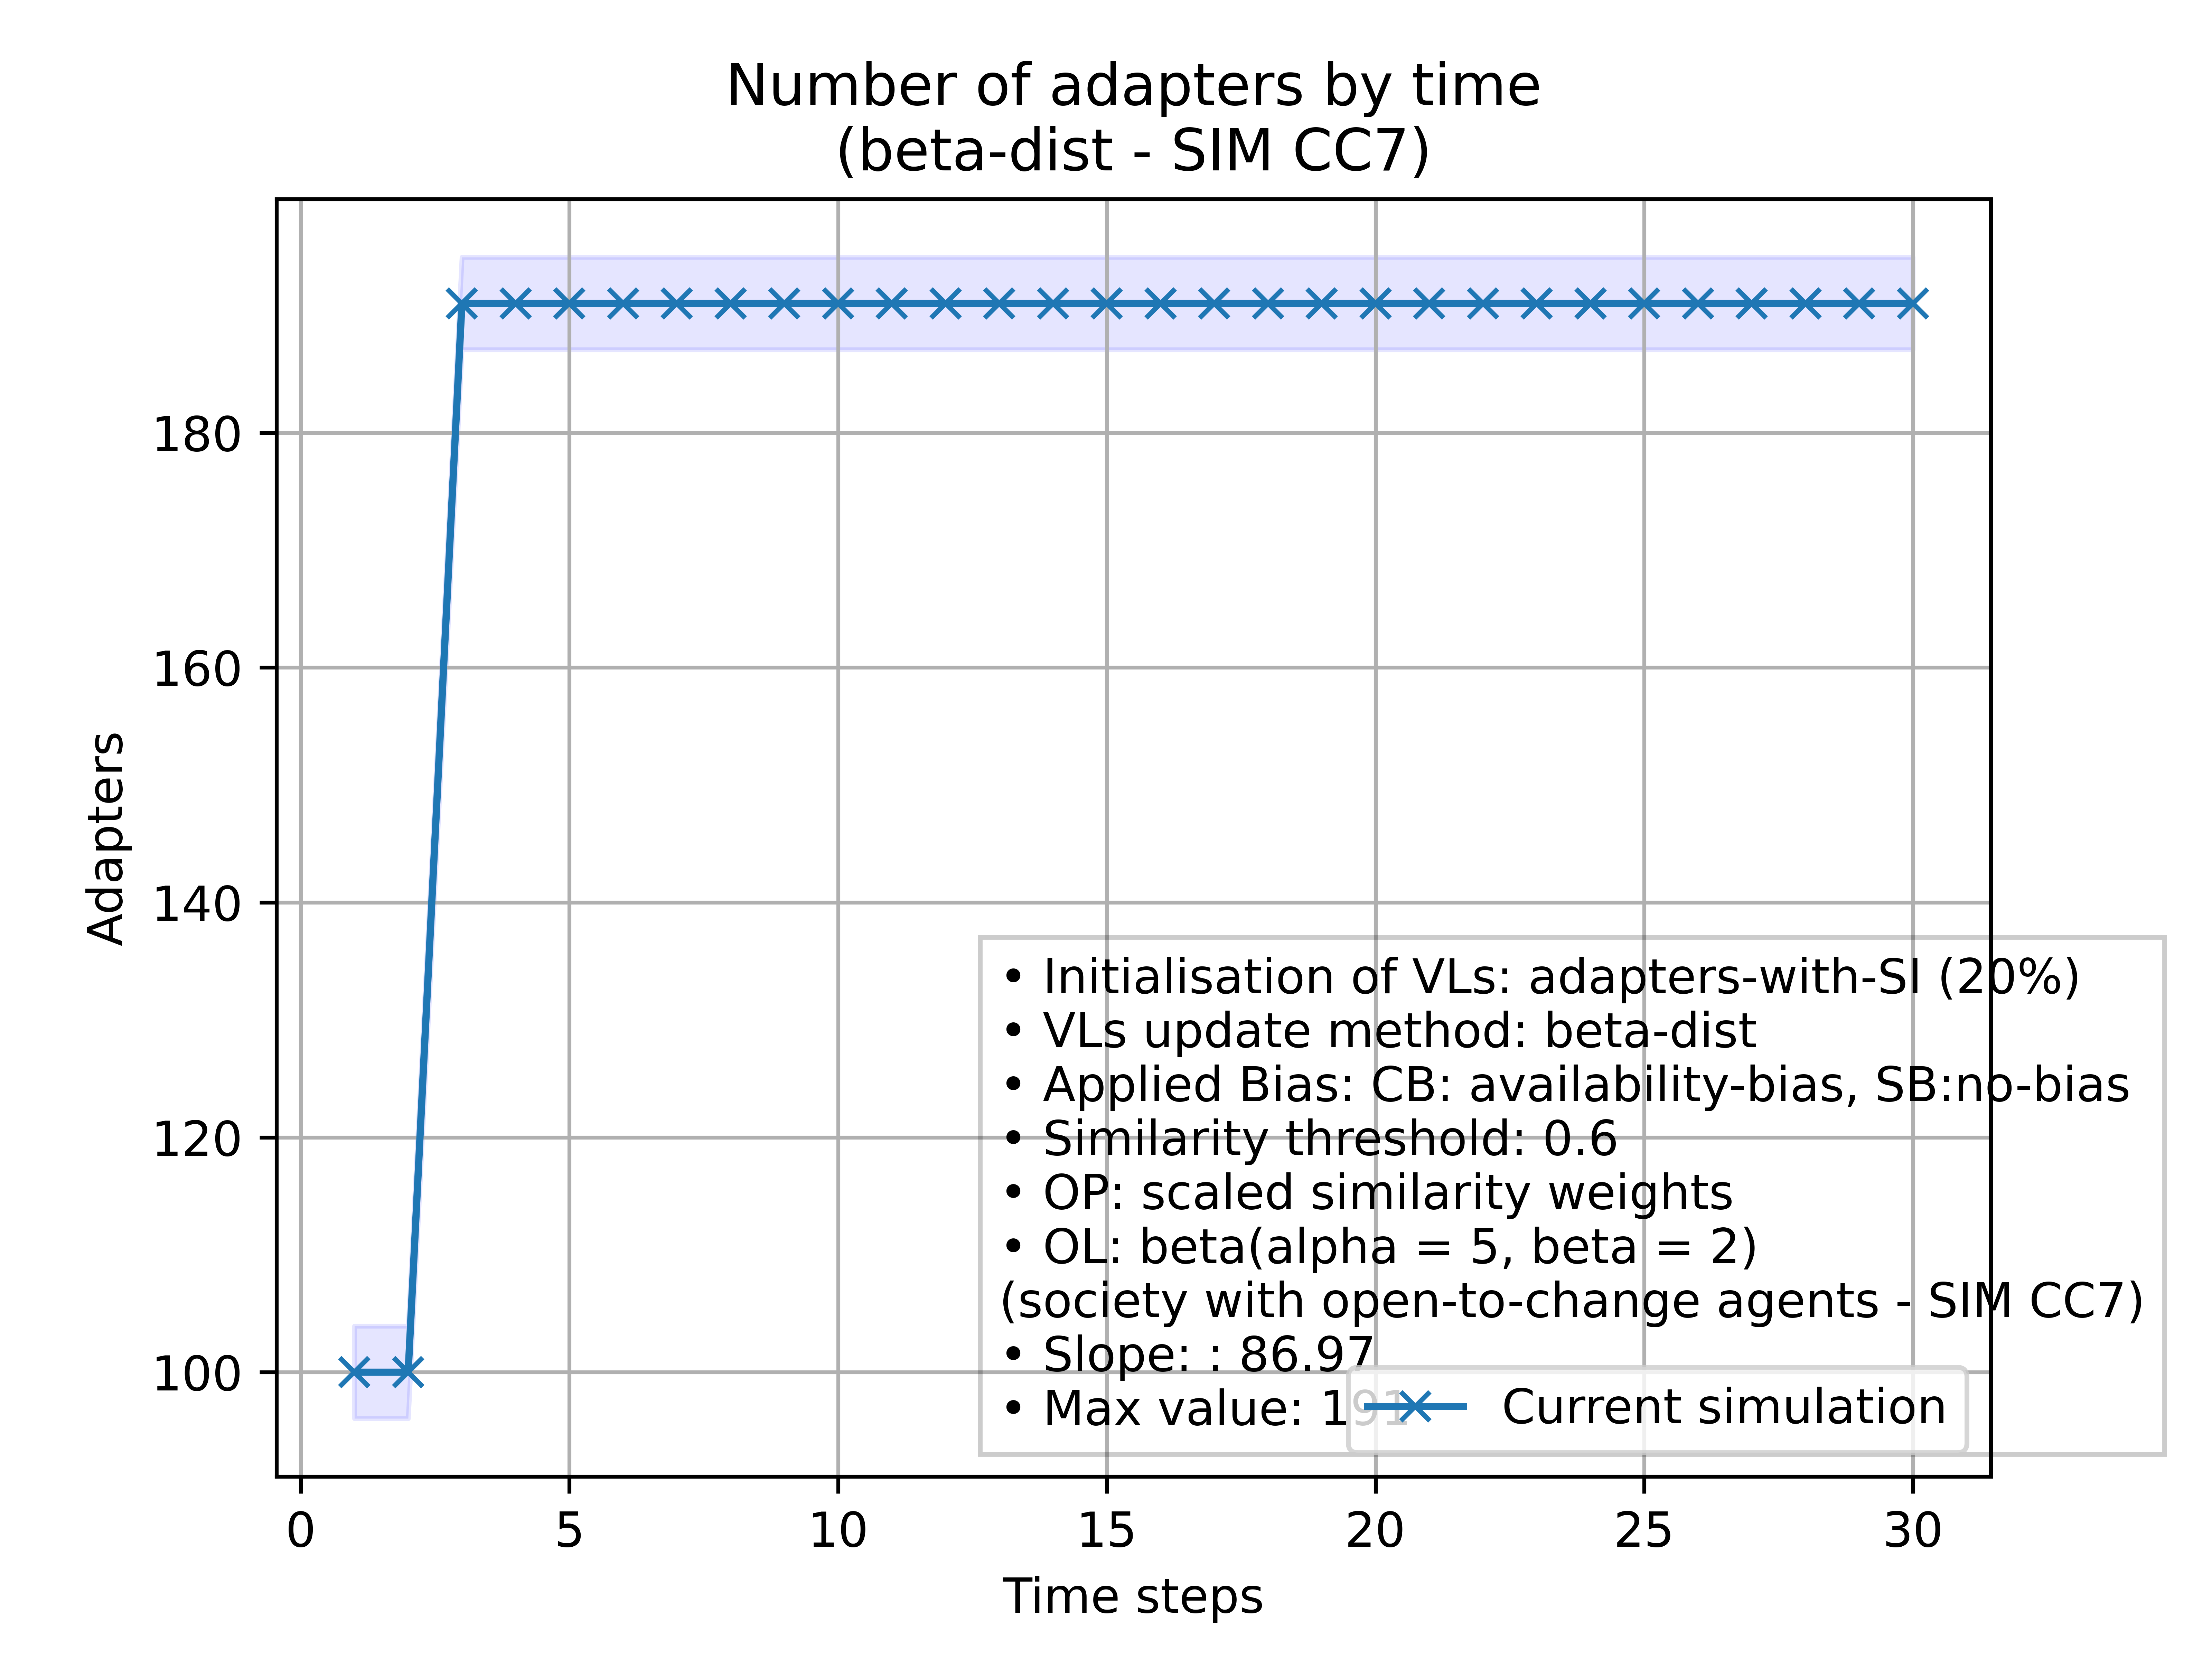 Number of adapters by time
(beta-dist - SIM CC7)
Adapters
180
160
140
120
100
• Initialisation of VLs: adapters-with-SI (20%)
• VLs update method: beta-dist
• Applied Bias: CB: availability-bias, SB:no-bias
• Similarity threshold: 0.6
• OP: scaled similarity weights
• OL: beta(alpha = 5, beta = 2)
(society with open-to-change agents - SIM CC7)
• Slope: : 86.97
• Max value: 191
Current simulation
0 5 10 15 20 25 30
Time steps